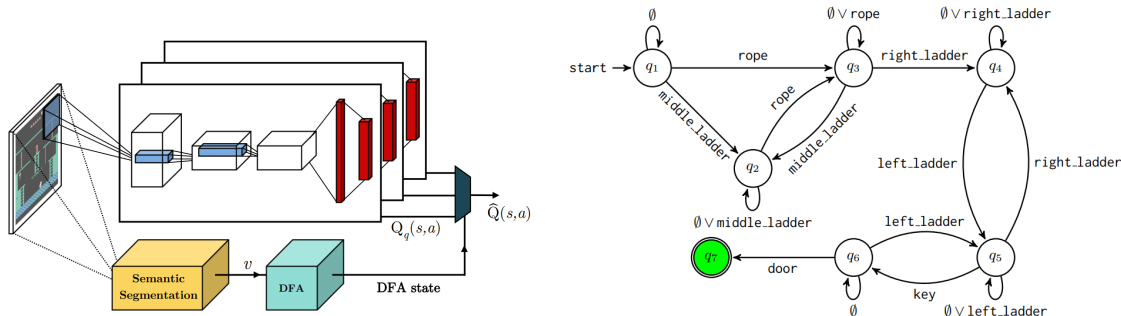 Q_q(s,a)
Q̂(s,a)
Semantic
Segmentation
v
DFA
DFA state
start
∅
q₁
rope
middle_ladder
∅ ∨ rope
q₃
right_ladder
∅ ∨ right_ladder
q₄
rope
middle_ladder
q₂
∅ ∨ middle_ladder
left_ladder
right_ladder
q₇
door
q₆
∅
left_ladder
key
q₅
∅ ∨ left_ladder